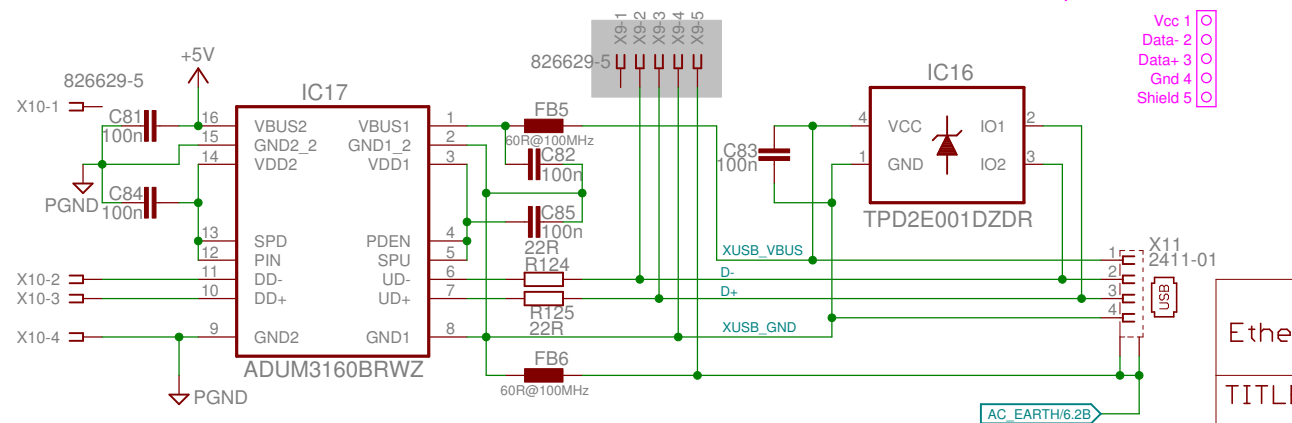 X9-1
X9-2
X9-3
X9-4
X9-5
Vcc 1
Data- 2
Data+ 3
Gnd 4
Shield 5
+5V
826629-5
826629-5
X10-1
IC17
IC16
C81
100n
FB5
60R@100MHz
16 VBUS2 VBUS1 1
15 GND2_2 GND1_2 2
14 VDD2 VDD1 3
C82
100n
C83
100n
4 VCC IO1 2
1 GND IO2 3
TPD2E001DZDR
PGND
C84
100n
C85
100n
13 SPD PDEN 4
12 PIN SPU 5
22R
R124
XUSB_VBUS
X11
2411-01
X10-2 11 DD- UD- 6
D-
X10-3 10 DD+ UD+ 7
D+
1
2
3
4
USB
R125
22R
XUSB_GND
X10-4 9 GND2 GND1 8
ADUM3160BRWZ
FB6
60R@100MHz
PGND
AC_EARTH/6.2B
Ethe
TITLE